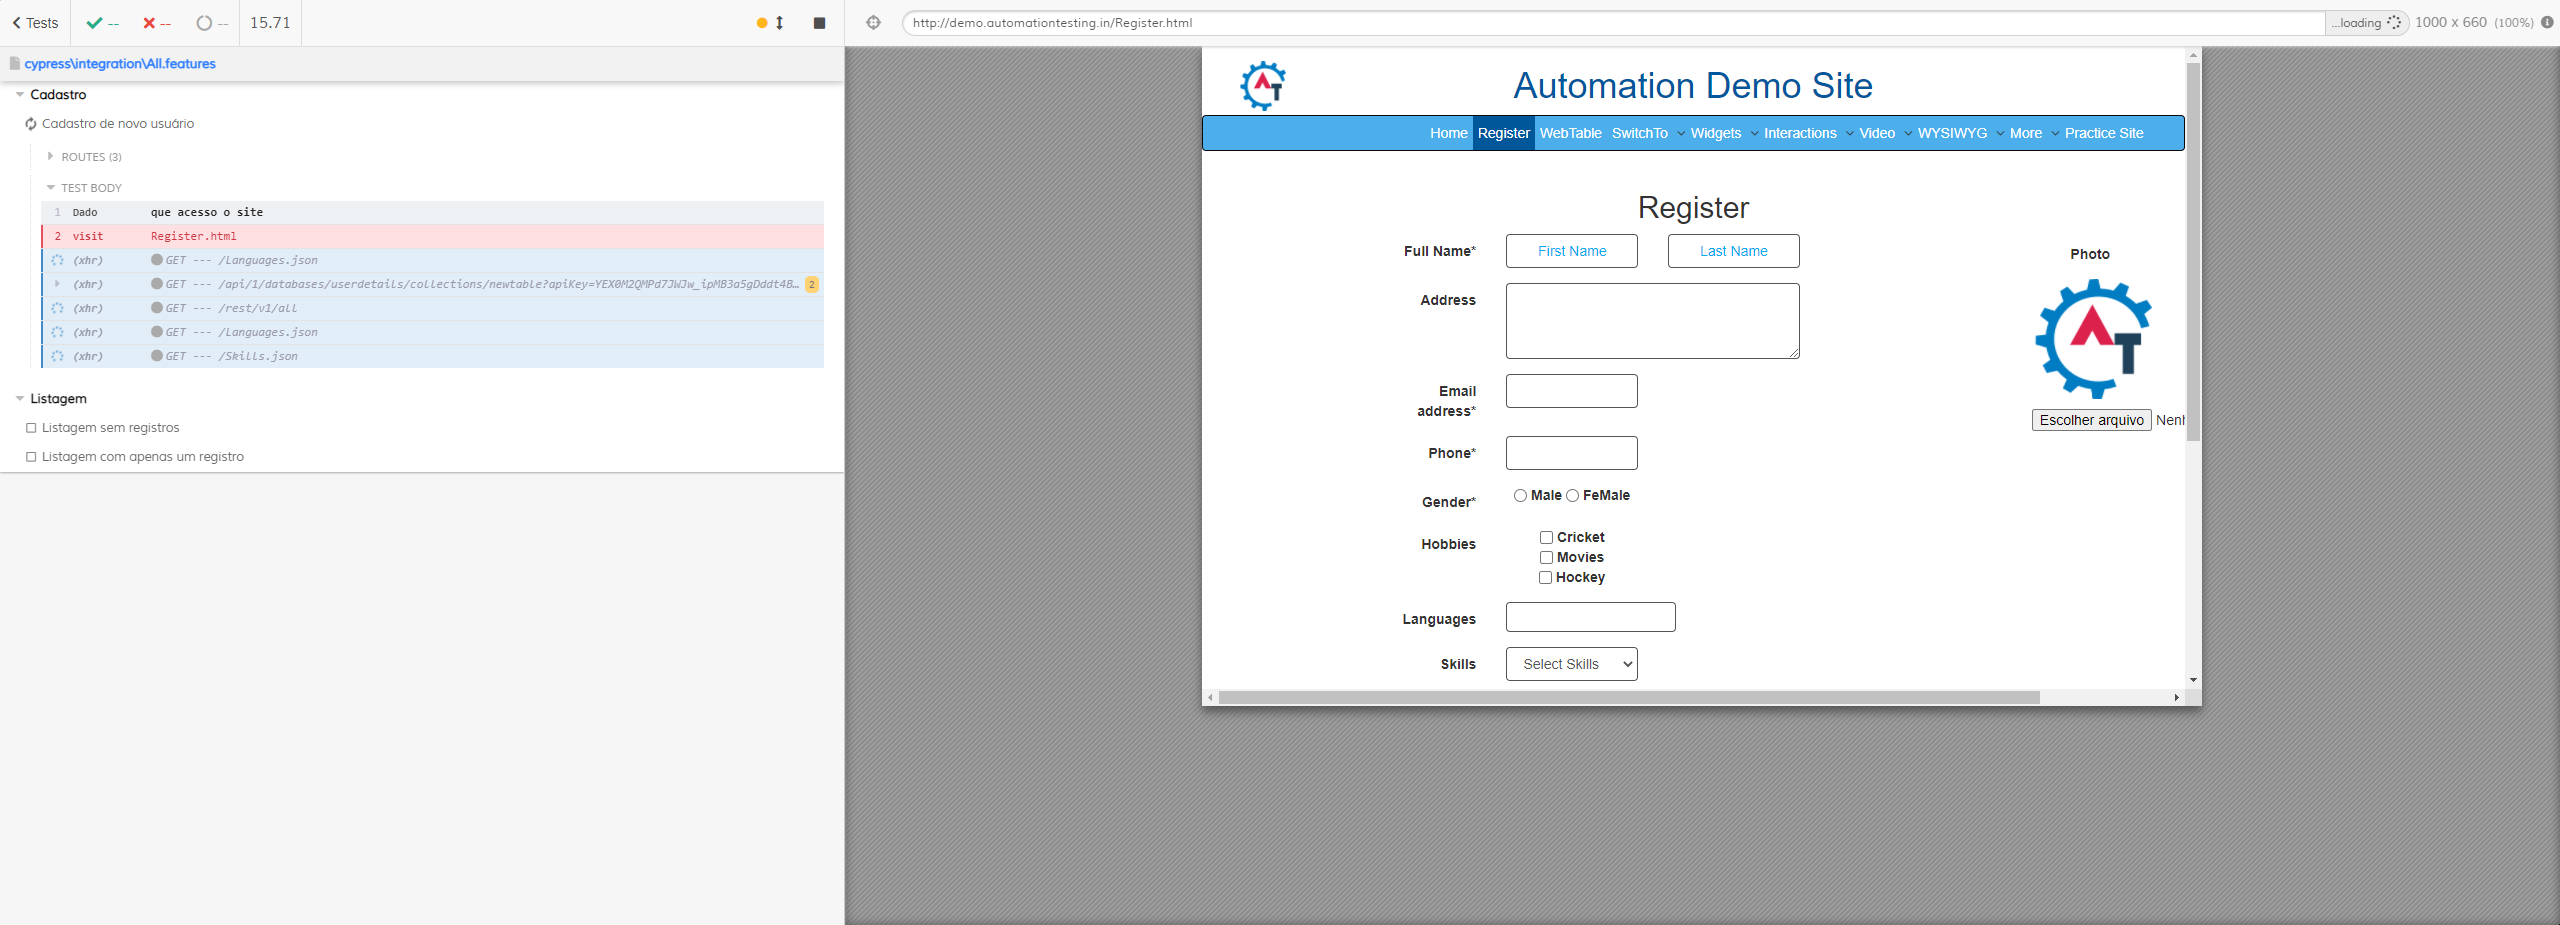 Tests -- -- -- 15.71
cypress\integration\All.features
Cadastro
Cadastro de novo usuário
ROUTES (3)
TEST BODY
1 Dado que acesso o site
2 visit Register.html
(xhr) GET --- /Languages.json
(xhr) GET --- /api/1/databases/userdetails/collections/newtable?apiKey=YEX0M2QMPd7JWJw_ipMB3a5gDddt4B… 2
(xhr) GET --- /rest/v1/all
(xhr) GET --- /Languages.json
(xhr) GET --- /Skills.json
Listagem
Listagem sem registros
Listagem com apenas um registro
http://demo.automationtesting.in/Register.html ...loading 1000 x 660 (100%)
AT Automation Demo Site
Home Register WebTable SwitchTo Widgets Interactions Video WYSIWYG More Practice Site
Register
Full Name* First Name Last Name
Photo
Address
AT
Email address*
Escolher arquivo Nenh
Phone*
Gender* Male FeMale
Hobbies Cricket
Movies
Hockey
Languages
Skills Select Skills